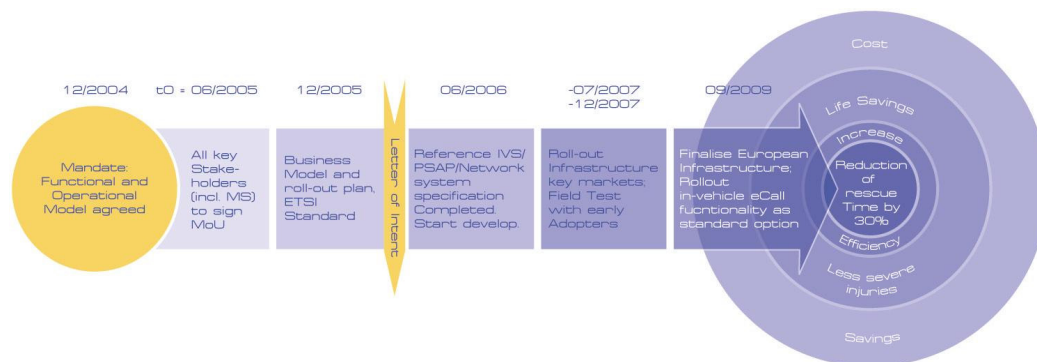 12/2004
Mandate:
Functional and
Operational
Model agreed
t0 = 06/2005
All key
Stake-
holders
(incl. MS)
to sign
MoU
12/2005
Business
Model and
roll-out plan,
ETSI
Standard
Letter of Intent
06/2006
Reference IVS/
PSAP/Network
system
specification
Completed.
Start develop.
-07/2007
-12/2007
Roll-out
Infrastructure
key markets;
Field Test
with early
Adopters
09/2009
Finalise European
Infrastructure;
Rollout
in-vehicle eCall
fucntionality as
standard option
Cost
Life Savings
Increase
Reduction
of
rescue
Time by
30%
Efficiency
Less severe
injuries
Savings